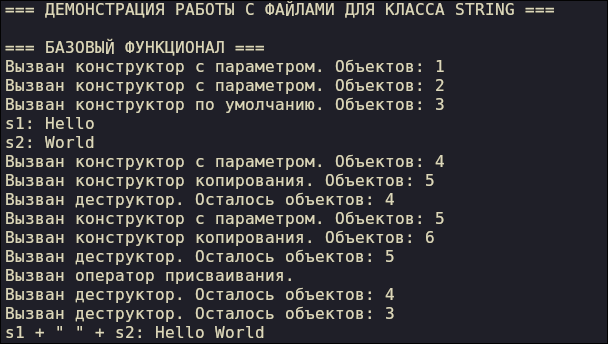 === ДЕМОНСТРАЦИЯ РАБОТЫ С ФАЙЛАМИ ДЛЯ КЛАССА STRING ===
=== БАЗОВЫЙ ФУНКЦИОНАЛ ===
Вызван конструктор с параметром. Объектов: 1
Вызван конструктор с параметром. Объектов: 2
Вызван конструктор по умолчанию. Объектов: 3
s1: Hello
s2: World
Вызван конструктор с параметром. Объектов: 4
Вызван конструктор копирования. Объектов: 5
Вызван деструктор. Осталось объектов: 4
Вызван конструктор с параметром. Объектов: 5
Вызван конструктор копирования. Объектов: 6
Вызван деструктор. Осталось объектов: 5
Вызван оператор присваивания.
Вызван деструктор. Осталось объектов: 4
Вызван деструктор. Осталось объектов: 3
s1 + " " + s2: Hello World